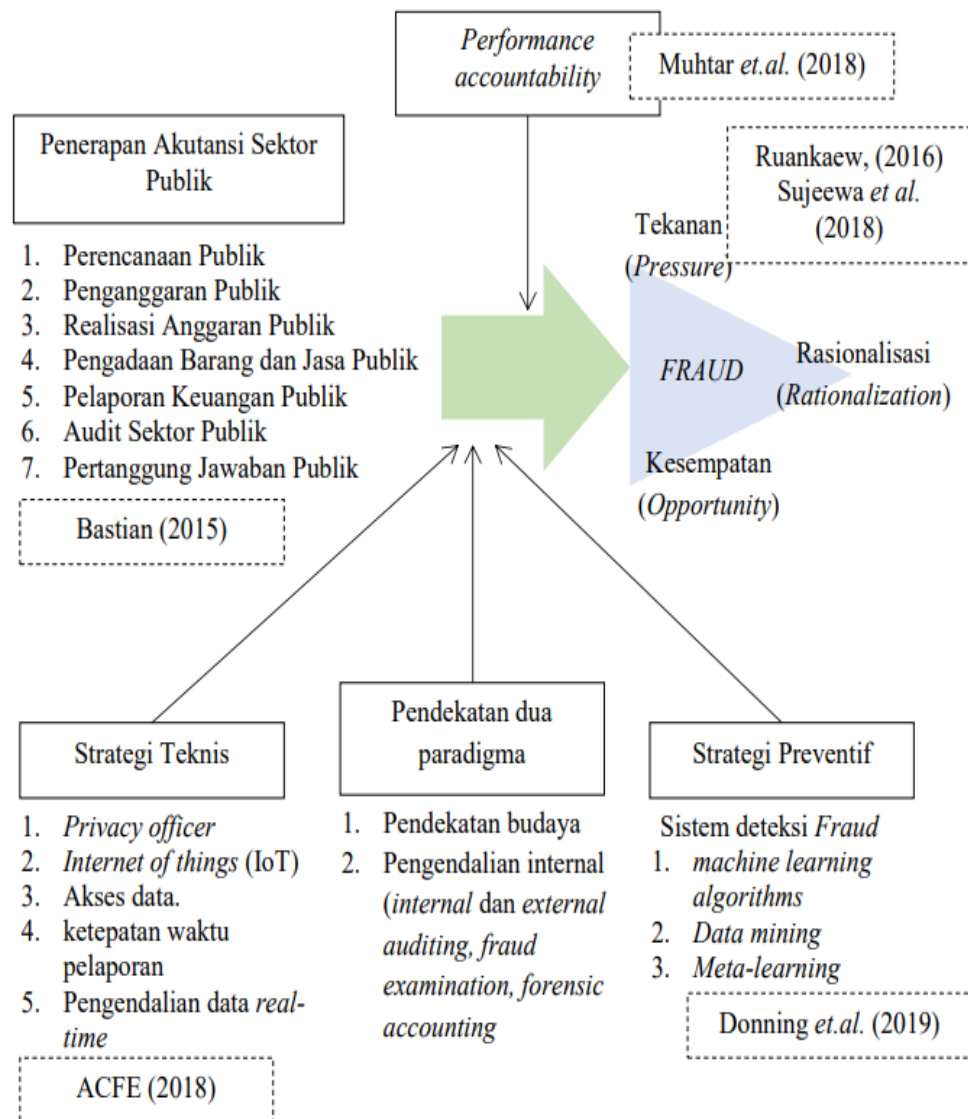 Performance
accountability
Muhtar et.al. (2018)
Penerapan Akutansi Sektor
Publik
1. Perencanaan Publik
2. Penganggaran Publik
3. Realisasi Anggaran Publik
4. Pengadaan Barang dan Jasa Publik
5. Pelaporan Keuangan Publik
6. Audit Sektor Publik
7. Pertanggung Jawaban Publik
Bastian (2015)
Ruankaew, (2016)
Sujeewa et al.
(2018)
Tekanan
(Pressure)
FRAUD
Rasionalisasi
(Rationalization)
Kesempatan
(Opportunity)
Strategi Teknis
1. Privacy officer
2. Internet of things (IoT)
3. Akses data.
4. ketepatan waktu
pelaporan
5. Pengendalian data real-
time
ACFE (2018)
Pendekatan dua
paradigma
1. Pendekatan budaya
2. Pengendalian internal
(internal dan external
auditing, fraud
examination, forensic
accounting
Strategi Preventif
Sistem deteksi Fraud
1. machine learning
algorithms
2. Data mining
3. Meta-learning
Donning et.al. (2019)